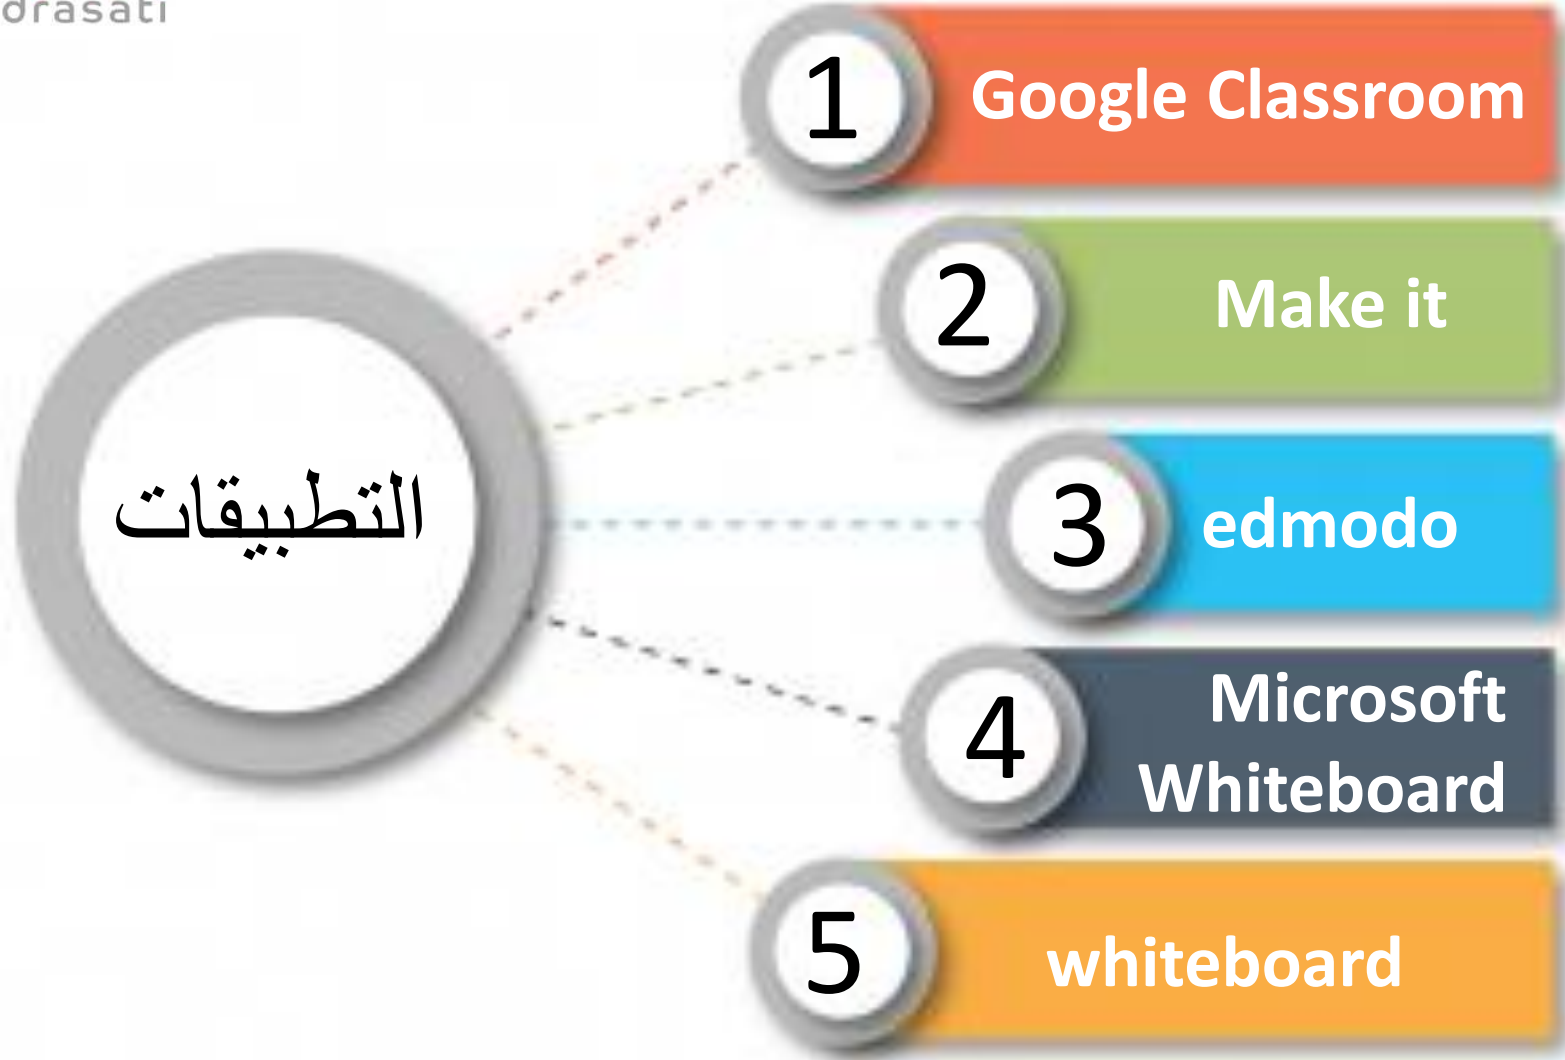 drasati
التطبيقات
1
Google Classroom
2
Make it
3
edmodo
4
Microsoft
Whiteboard
5
whiteboard